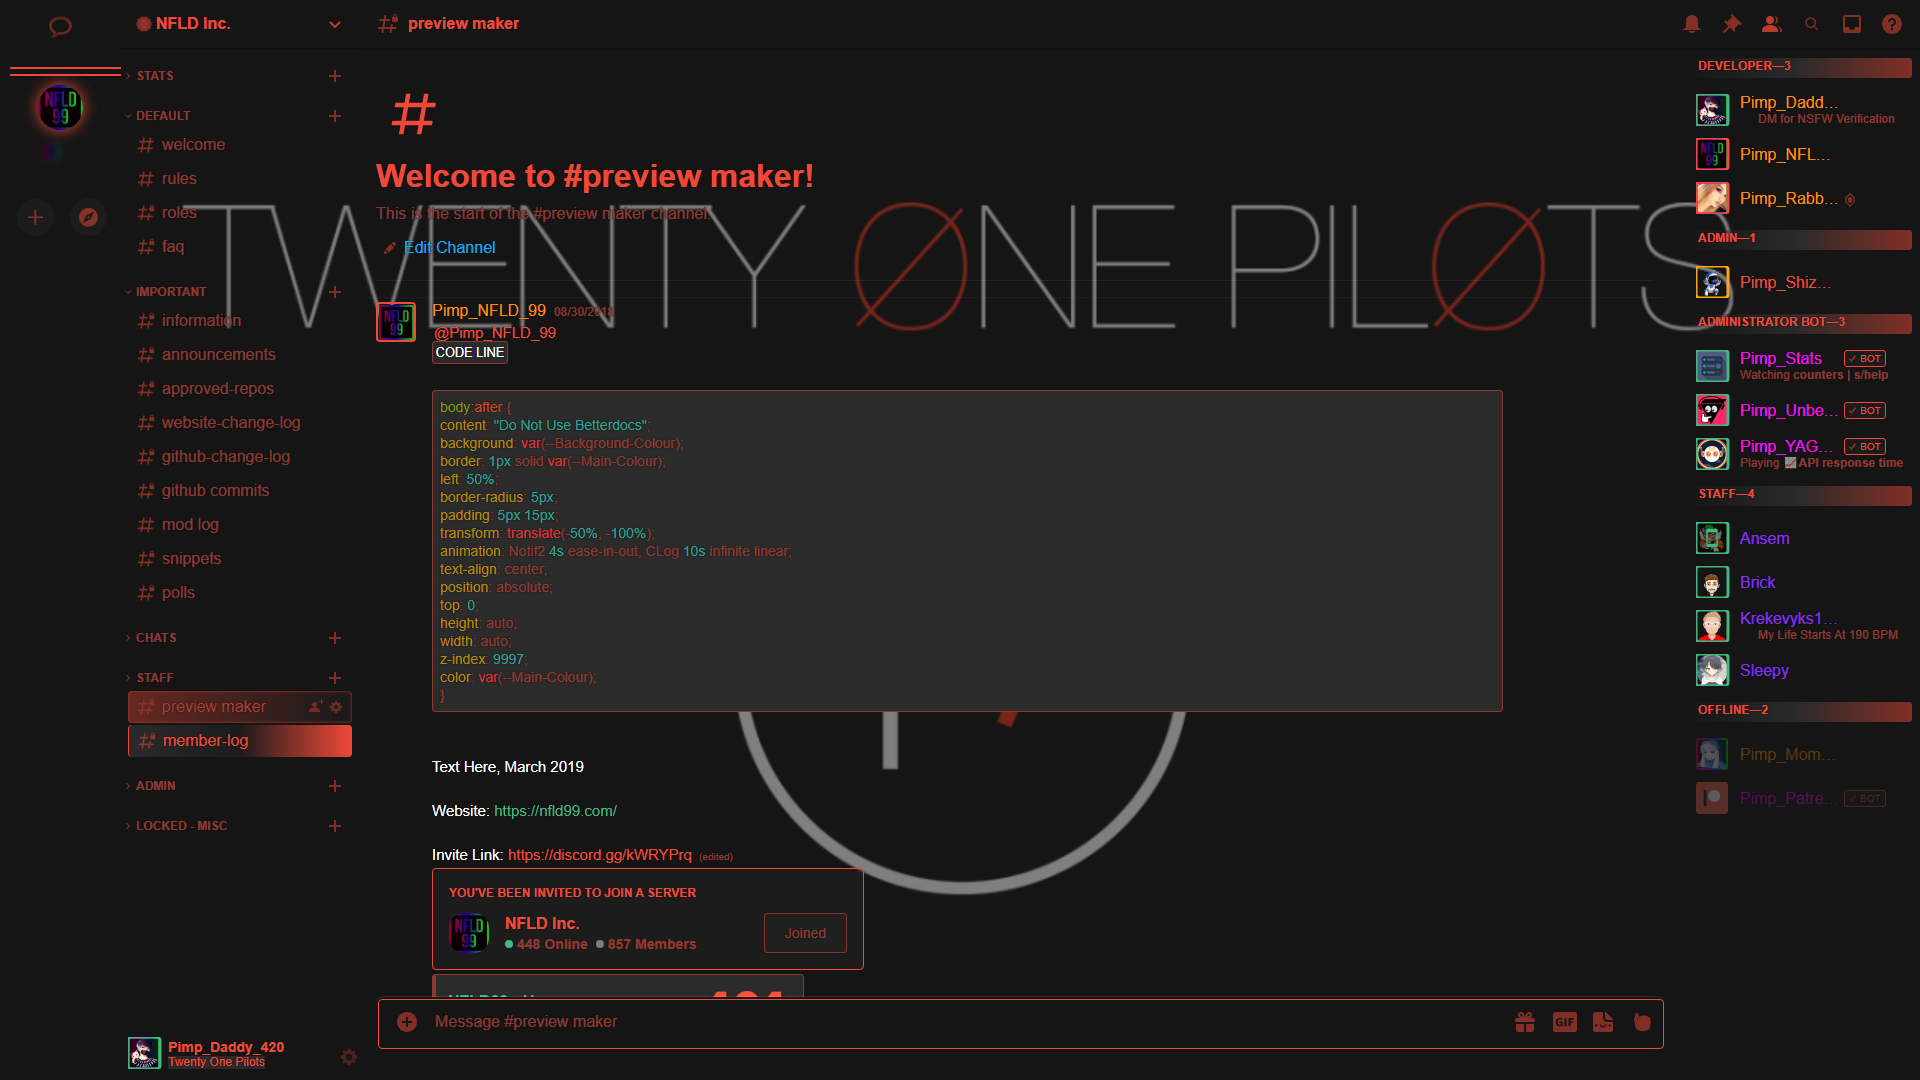 NFLD Inc.
STATS
DEFAULT
welcome
rules
roles
faq
IMPORTANT
information
announcements
approved-repos
website-change-log
github-change-log
github commits
mod log
snippets
polls
CHATS
STAFF
preview maker
member-log
ADMIN
LOCKED - MISC
Pimp_Daddy_420
Twenty One Pilots
NFLD
99
preview maker
#
Welcome to #preview maker!
This is the start of the #preview maker channel.
Edit Channel
TWENTY ØNE PILØTS
NFLD
99
Pimp_NFLD_99 08/30/2018
@Pimp_NFLD_99
CODE LINE
body:after {
content: "Do Not Use Betterdocs";
background: var(--Background-Colour);
border: 1px solid var(--Main-Colour);
left: 50%;
border-radius: 5px;
padding: 5px 15px;
transform: translate(-50%, -100%);
animation: Notif2 4s ease-in-out, CLog 10s infinite linear;
text-align: center;
position: absolute;
top: 0;
height: auto;
width: auto;
z-index: 9997;
color: var(--Main-Colour);
}
Text Here, March 2019
Website: https://nfld99.com/
Invite Link: https://discord.gg/kWRYPrq (edited)
YOU'VE BEEN INVITED TO JOIN A SERVER
NFLD
99
NFLD Inc.
448 Online 857 Members
Joined
Message #preview maker
GIF
DEVELOPER—3
Pimp_Dadd...
DM for NSFW Verification
NFLD
99
Pimp_NFL...
Pimp_Rabb...
ADMIN—1
Pimp_Shiz...
ADMINISTRATOR BOT—3
Pimp_Stats ✓ BOT
Watching counters | s/help
Pimp_Unbe... ✓ BOT
Pimp_YAG... ✓ BOT
Playing API response time
STAFF—4
Ansem
Brick
Krekevyks1...
My Life Starts At 190 BPM
Sleepy
OFFLINE—2
Pimp_Mom...
Pimp_Patre... ✓ BOT